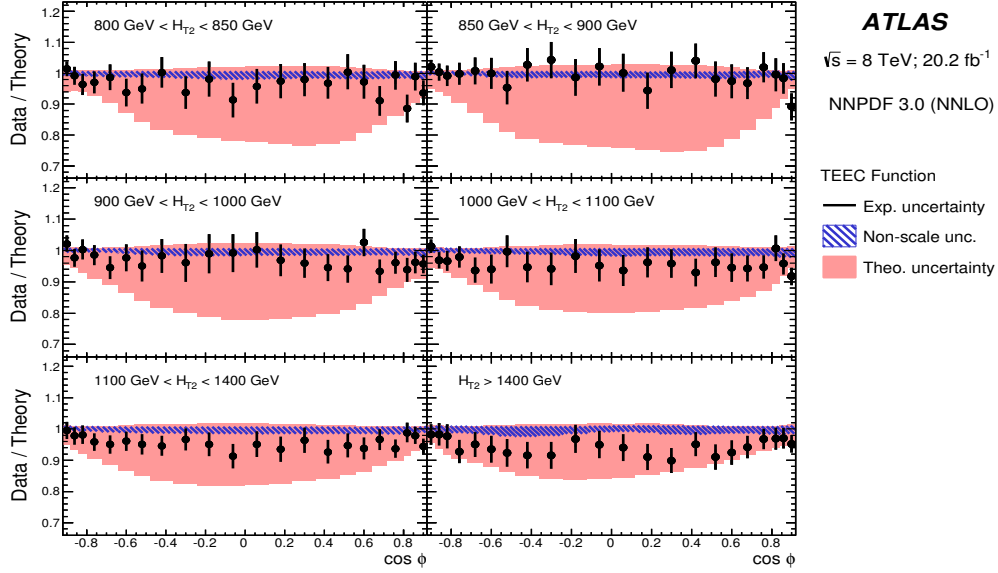 800 GeV < H_T2 < 850 GeV
850 GeV < H_T2 < 900 GeV
ATLAS
√s = 8 TeV; 20.2 fb⁻¹
NNPDF 3.0 (NNLO)
Data / Theory
1.2
1.1
1
0.9
0.8
0.7
900 GeV < H_T2 < 1000 GeV
1000 GeV < H_T2 < 1100 GeV
TEEC Function
Exp. uncertainty
Non-scale unc.
Theo. uncertainty
Data / Theory
1.2
1.1
1
0.9
0.8
0.7
1100 GeV < H_T2 < 1400 GeV
H_T2 > 1400 GeV
Data / Theory
1.2
1.1
1
0.9
0.8
0.7
-0.8 -0.6 -0.4 -0.2 0 0.2 0.4 0.6 0.8
-0.8 -0.6 -0.4 -0.2 0 0.2 0.4 0.6 0.8
cos ϕ
cos ϕ